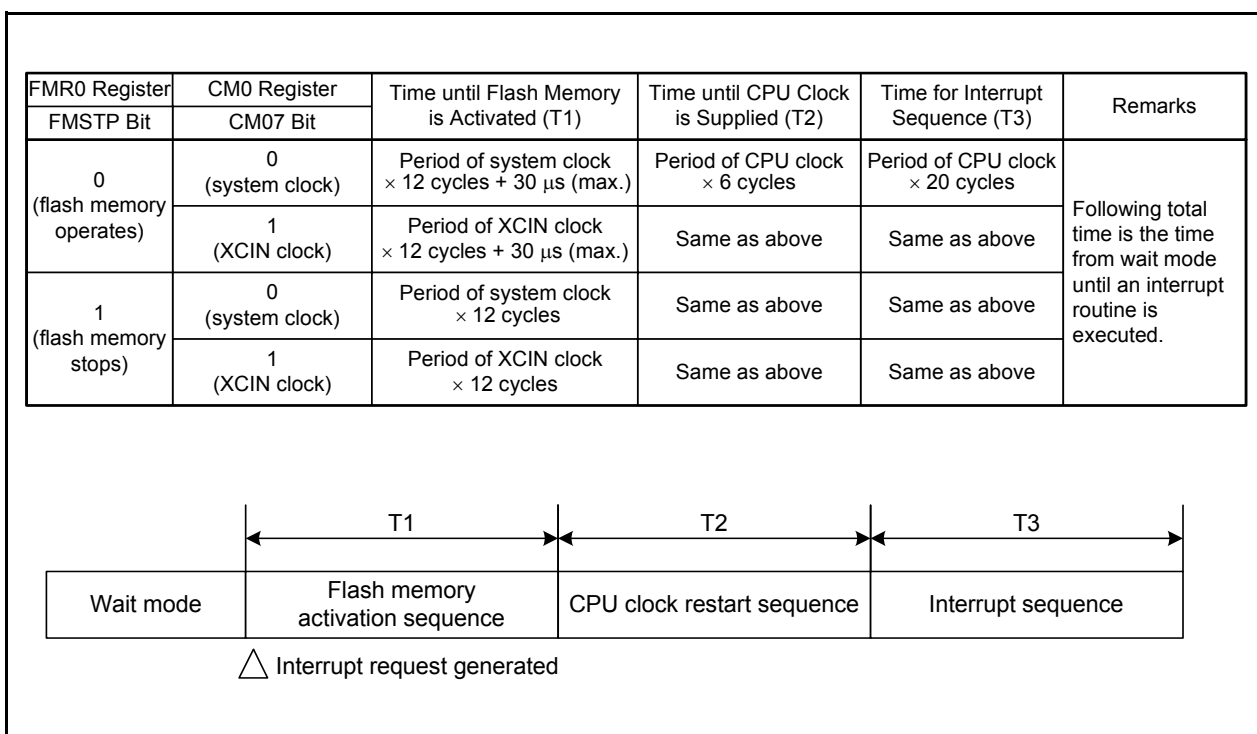 FMR0 Register CM0 Register Time until Flash Memory is Activated (T1) Time until CPU Clock is Supplied (T2) Time for Interrupt Sequence (T3) Remarks
FMSTP Bit CM07 Bit
0 (flash memory operates) 0 (system clock) Period of system clock × 12 cycles + 30 μs (max.) Period of CPU clock × 6 cycles Period of CPU clock × 20 cycles Following total time is the time from wait mode until an interrupt routine is executed.
1 (XCIN clock) Period of XCIN clock × 12 cycles + 30 μs (max.) Same as above Same as above
1 (flash memory stops) 0 (system clock) Period of system clock × 12 cycles Same as above Same as above
1 (XCIN clock) Period of XCIN clock × 12 cycles Same as above Same as above
T1 T2 T3
Wait mode Flash memory activation sequence CPU clock restart sequence Interrupt sequence
Interrupt request generated